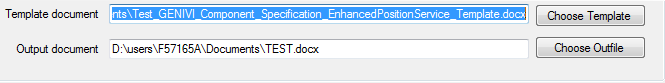 Template document nts\Test_GENIVI_Component_Specification_EnhancedPositionService_Template.docx Choose Template
Output document D:\users\F57165A\Documents\TEST.docx Choose Outfile